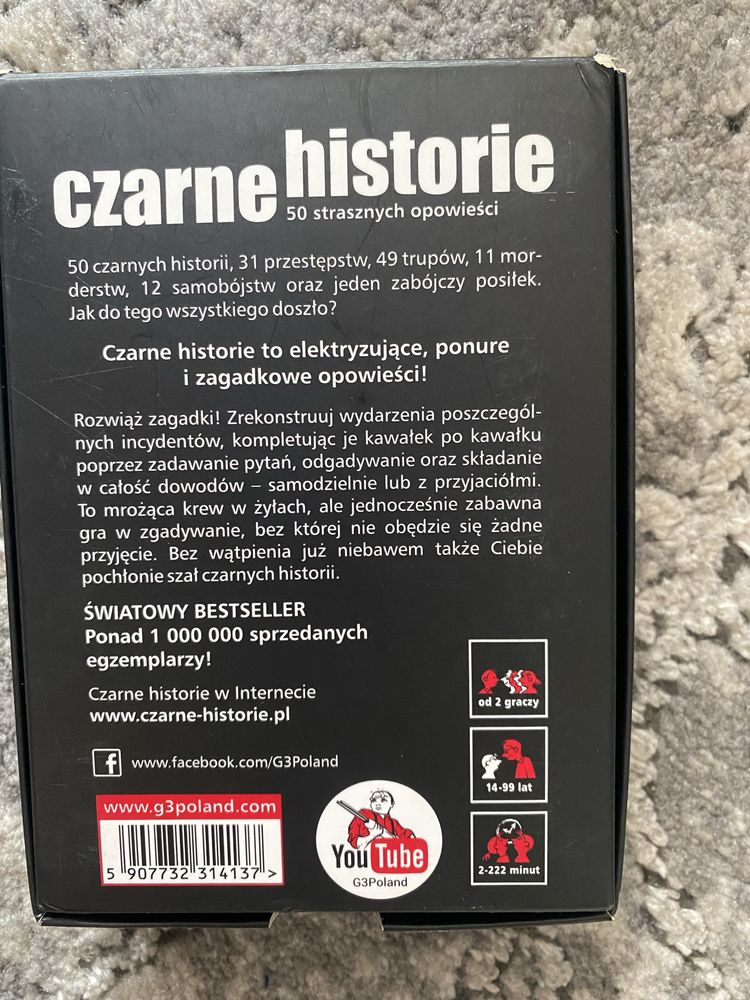 czarne historie
50 strasznych opowieści
50 czarnych historii, 31 przestępstw, 49 trupów, 11 mor-
derstw, 12 samobójstw oraz jeden zabójczy posiłek.
Jak do tego wszystkiego doszło?
Czarne historie to elektryzujące, ponure
i zagadkowe opowieści!
Rozwiąż zagadki! Zrekonstruuj wydarzenia poszczegól-
nych incydentów, kompletując je kawałek po kawałku
poprzez zadawanie pytań, odgadywanie oraz składanie
w całość dowodów – samodzielnie lub z przyjaciółmi.
To mrożąca krew w żyłach, ale jednocześnie zabawna
gra w zgadywanie, bez której nie obędzie się żadne
przyjęcie. Bez wątpienia już niebawem także Ciebie
pochłonie szał czarnych historii.
ŚWIATOWY BESTSELLER
Ponad 1 000 000 sprzedanych
egzemplarzy!
Czarne historie w Internecie
www.czarne-historie.pl
f www.facebook.com/G3Poland
www.g3poland.com
5 907732 314137 >
YouTube
G3Poland
od 2 graczy
14-99 lat
2-222 minut